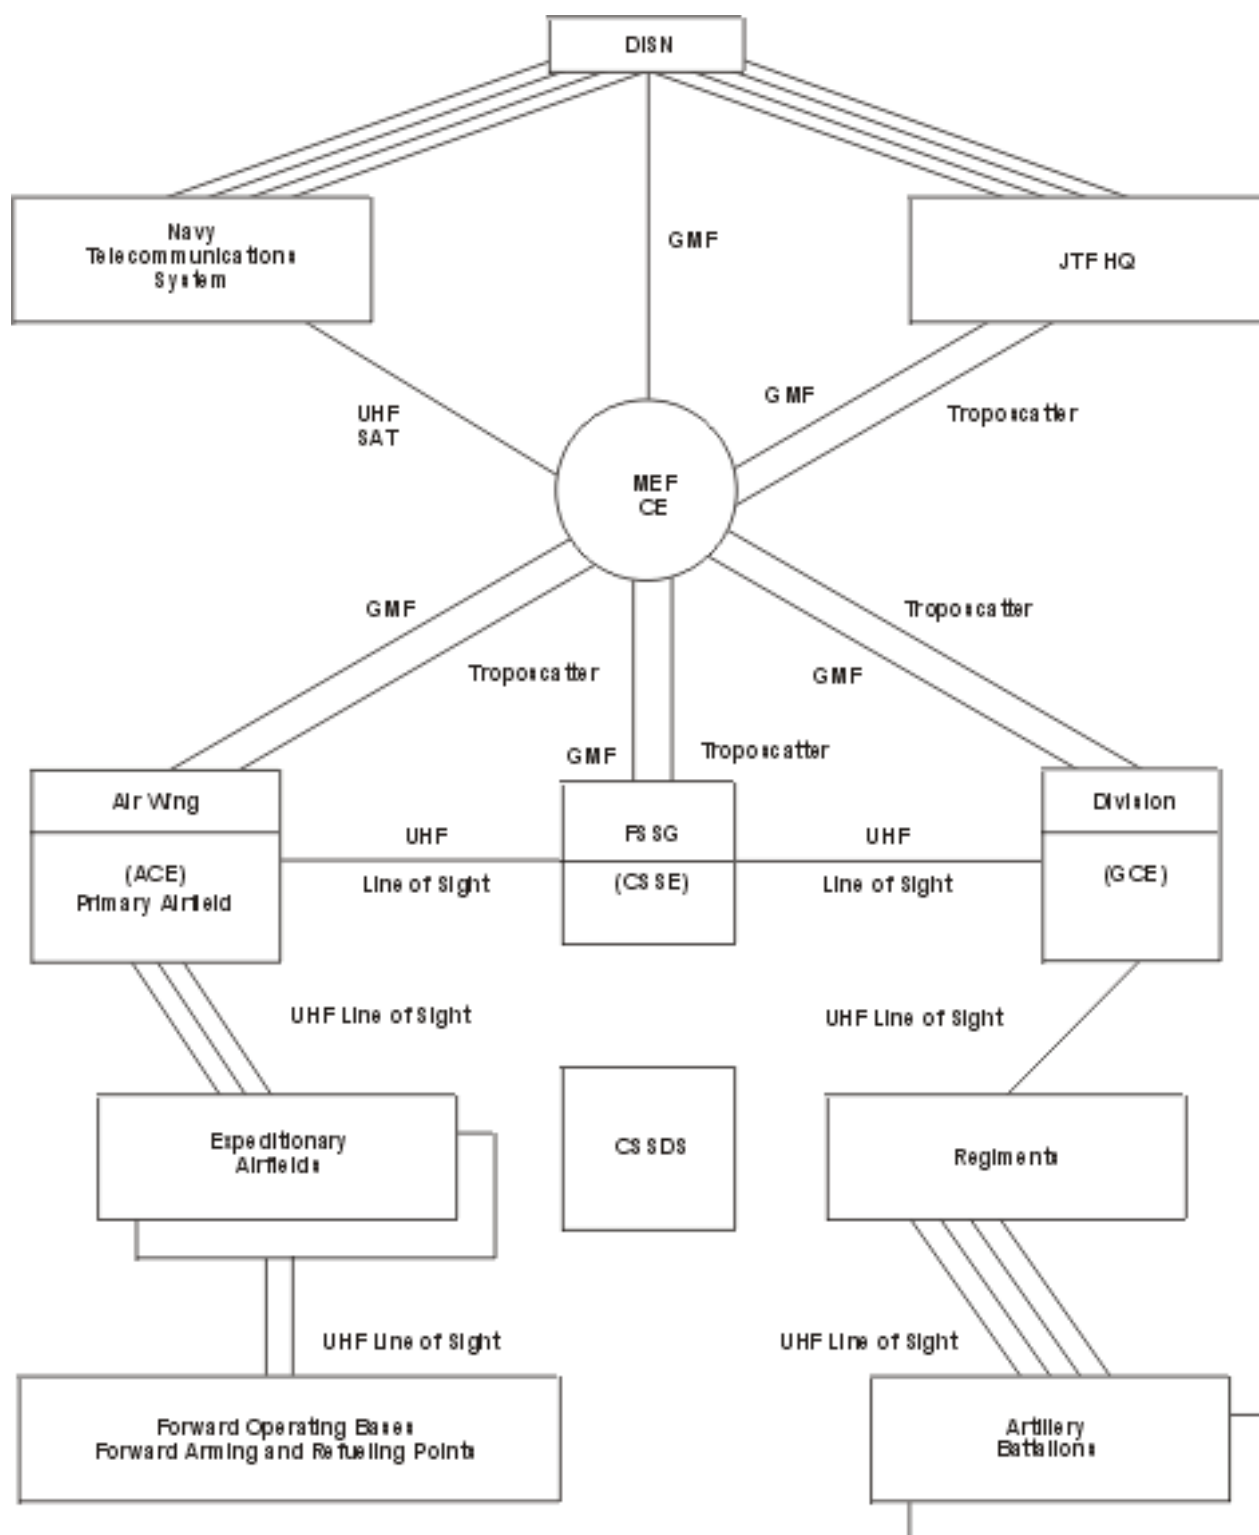 DISN
Navy
Telecommunications
System
GMF
JTF HQ
GMF
Troposcatter
UHF
SAT
MEF
CE
GMF
Troposcatter
Troposcatter
GMF
GMF
Troposcatter
Air Wing
(ACE)
Primary Airfield
UHF
Line of Sight
FSSG
(CSSE)
UHF
Line of Sight
Division
(GCE)
UHF Line of Sight
UHF Line of Sight
Expeditionary
Airfields
CSSDS
Regiments
UHF Line of Sight
UHF Line of Sight
Forward Operating Bases
Forward Arming and Refueling Points
Artillery
Battalions